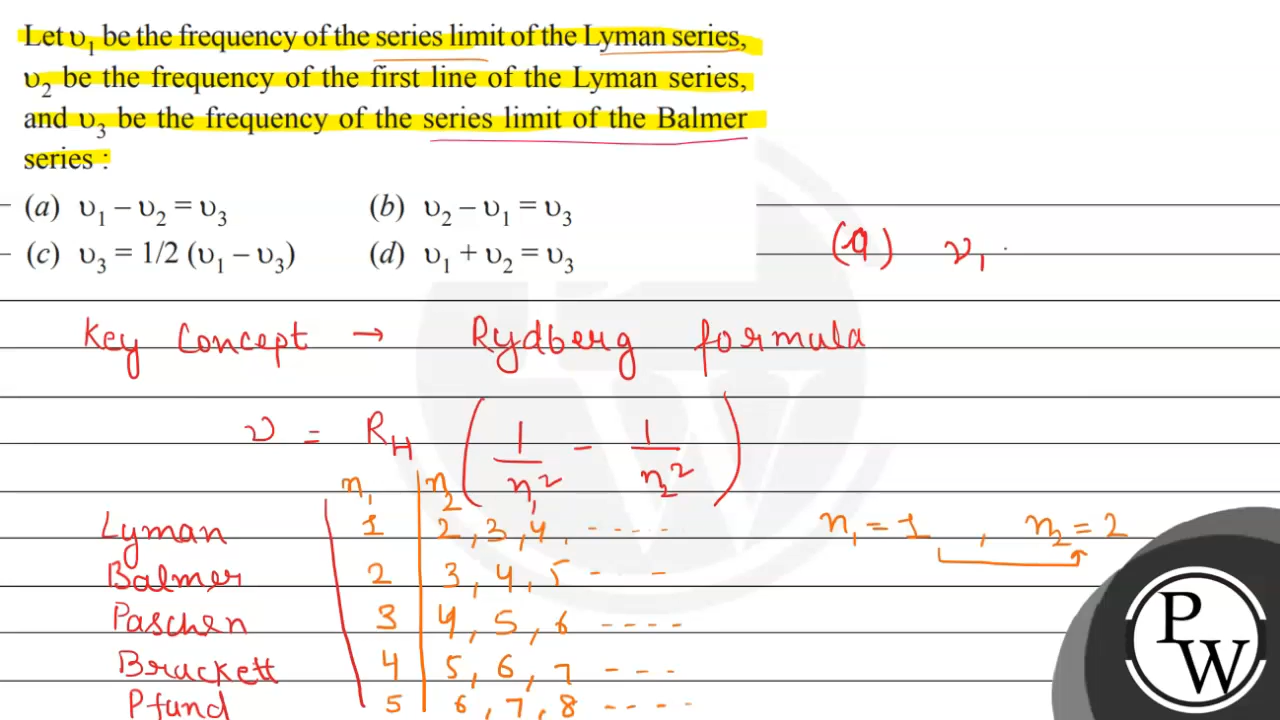 Let υ₁ be the frequency of the series limit of the Lyman series,
υ₂ be the frequency of the first line of the Lyman series,
and υ₃ be the frequency of the series limit of the Balmer
series :
(a) υ₁ – υ₂ = υ₃ (b) υ₂ – υ₁ = υ₃
(c) υ₃ = 1/2 (υ₁ – υ₃) (d) υ₁ + υ₂ = υ₃
(a) ν₁
Key Concept → Rydberg formula
ν = R_H (1/n₁² - 1/n₂²)
n₁ n₂
Lyman 1 2, 3, 4, ----
n₁ = 1 , n₂ = 2
Balmer 2 3, 4, 5 - - -
Paschen 3 4, 5, 6 ----
Brackett 4 5, 6, 7 - - -
Pfund 5 6, 7, 8 -----
PW